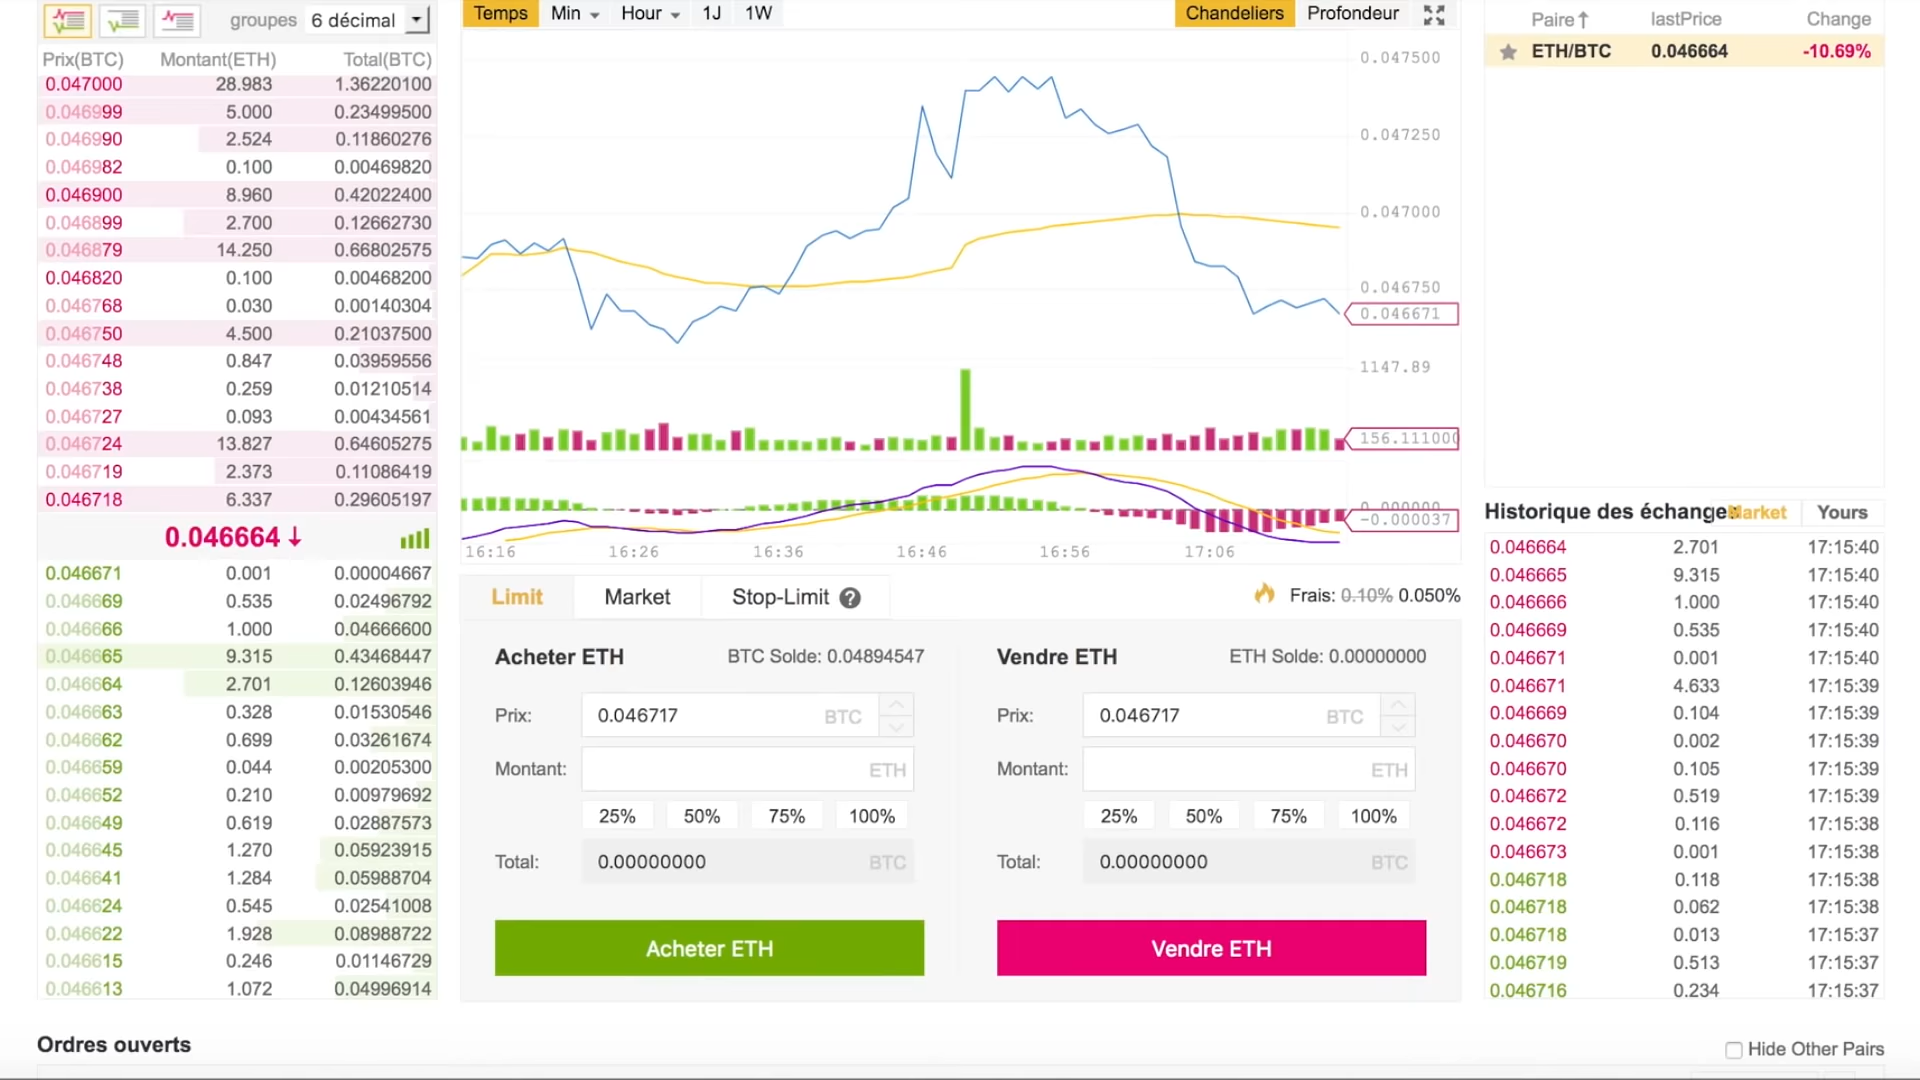 groupes 6 décimal
Prix(BTC) Montant(ETH) Total(BTC)
0.047000 28.983 1.36220100
0.046999 5.000 0.23499500
0.046990 2.524 0.11860276
0.046982 0.100 0.00469820
0.046900 8.960 0.42022400
0.046899 2.700 0.12662730
0.046879 14.250 0.66802575
0.046820 0.100 0.00468200
0.046768 0.030 0.00140304
0.046750 4.500 0.21037500
0.046748 0.847 0.03959556
0.046738 0.259 0.01210514
0.046727 0.093 0.00434561
0.046724 13.827 0.64605275
0.046719 2.373 0.11086419
0.046718 6.337 0.29605197
0.046664 ↓
0.046671 0.001 0.00004667
0.046669 0.535 0.02496792
0.046666 1.000 0.04666600
0.046665 9.315 0.43468447
0.046664 2.701 0.12603946
0.046663 0.328 0.01530546
0.046662 0.699 0.03261674
0.046659 0.044 0.00205300
0.046652 0.210 0.00979692
0.046649 0.619 0.02887573
0.046645 1.270 0.05923915
0.046641 1.284 0.05988704
0.046624 0.545 0.02541008
0.046622 1.928 0.08988722
0.046615 0.246 0.01146729
0.046613 1.072 0.04996914
Temps Min Hour 1J 1W Chandeliers Profondeur
0.047500
0.047250
0.047000
0.046750
0.046671
1147.89
156.111000
0.000000
-0.000037
16:16 16:26 16:36 16:46 16:56 17:06
Limit Market Stop-Limit ? Frais: 0.10% 0.050%
Acheter ETH BTC Solde: 0.04894547
Prix: 0.046717 BTC
Montant: ETH
25% 50% 75% 100%
Total: 0.00000000 BTC
Acheter ETH
Vendre ETH ETH Solde: 0.00000000
Prix: 0.046717 BTC
Montant: ETH
25% 50% 75% 100%
Total: 0.00000000 BTC
Vendre ETH
Paire↑ lastPrice Change
ETH/BTC 0.046664 -10.69%
Historique des échanges Market Yours
0.046664 2.701 17:15:40
0.046665 9.315 17:15:40
0.046666 1.000 17:15:40
0.046669 0.535 17:15:40
0.046671 0.001 17:15:40
0.046671 4.633 17:15:39
0.046669 0.104 17:15:39
0.046670 0.002 17:15:39
0.046670 0.105 17:15:39
0.046672 0.519 17:15:39
0.046672 0.116 17:15:38
0.046673 0.001 17:15:38
0.046718 0.118 17:15:38
0.046718 0.062 17:15:38
0.046718 0.013 17:15:37
0.046719 0.513 17:15:37
0.046716 0.234 17:15:37
Ordres ouverts Hide Other Pairs